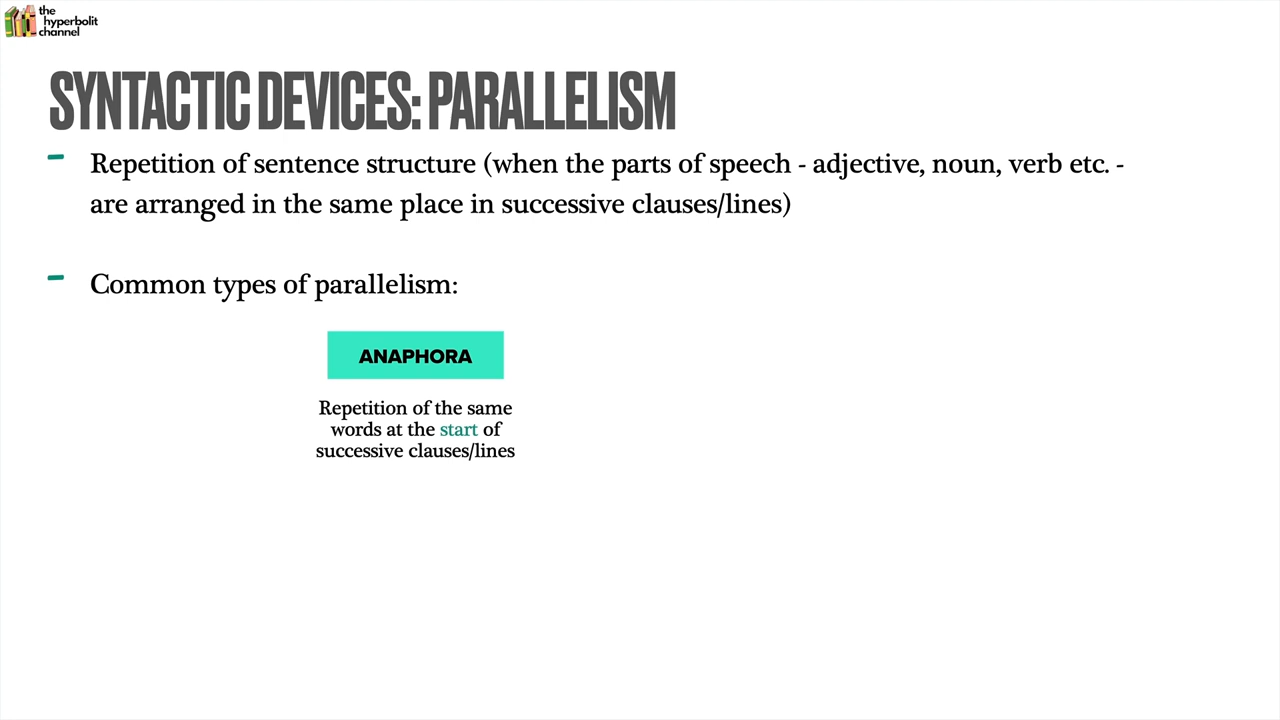 the
hyperbolit
channel
SYNTACTIC DEVICES: PARALLELISM
- Repetition of sentence structure (when the parts of speech - adjective, noun, verb etc. -
are arranged in the same place in successive clauses/lines)
- Common types of parallelism:
ANAPHORA
Repetition of the same
words at the start of
successive clauses/lines